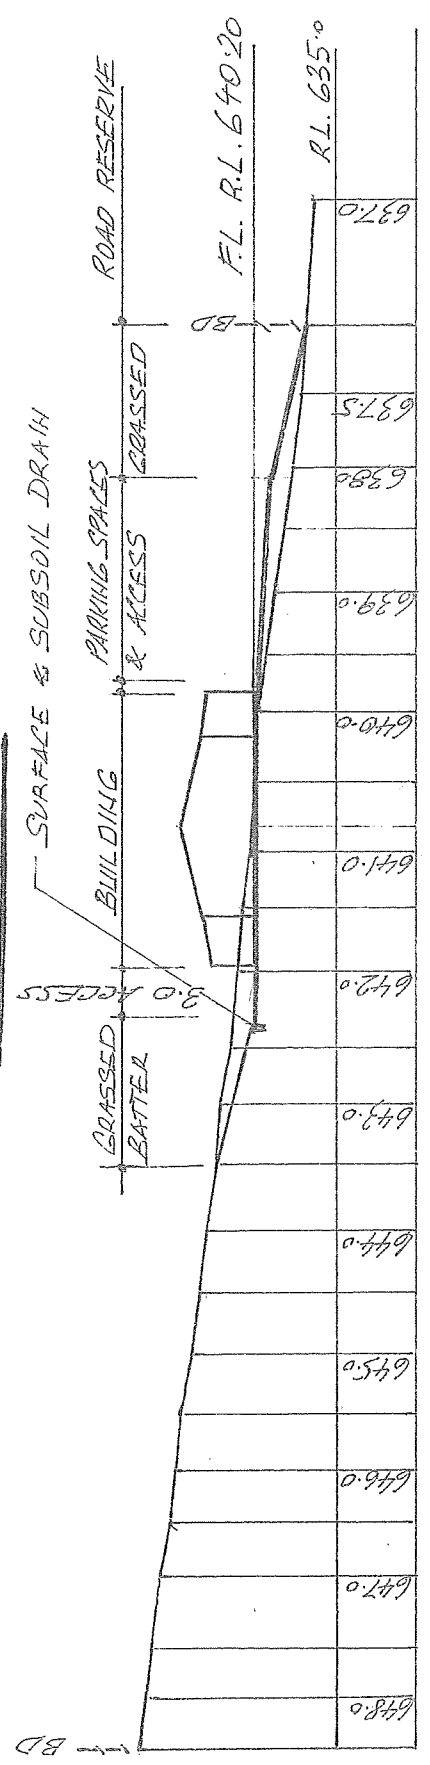 SURFACE & SUBSOIL DRAIN
GRASSED
BATTER
3.0 ACCESS
BUILDING
PARKING SPACES
& ACCESS
GRASSED
ROAD RESERVE
F.L. R.L. 640.20
R.L. 635.0
BD
BD
648.0
647.0
646.0
645.0
644.0
643.0
642.0
641.0
640.0
639.0
638.0
637.5
637.0